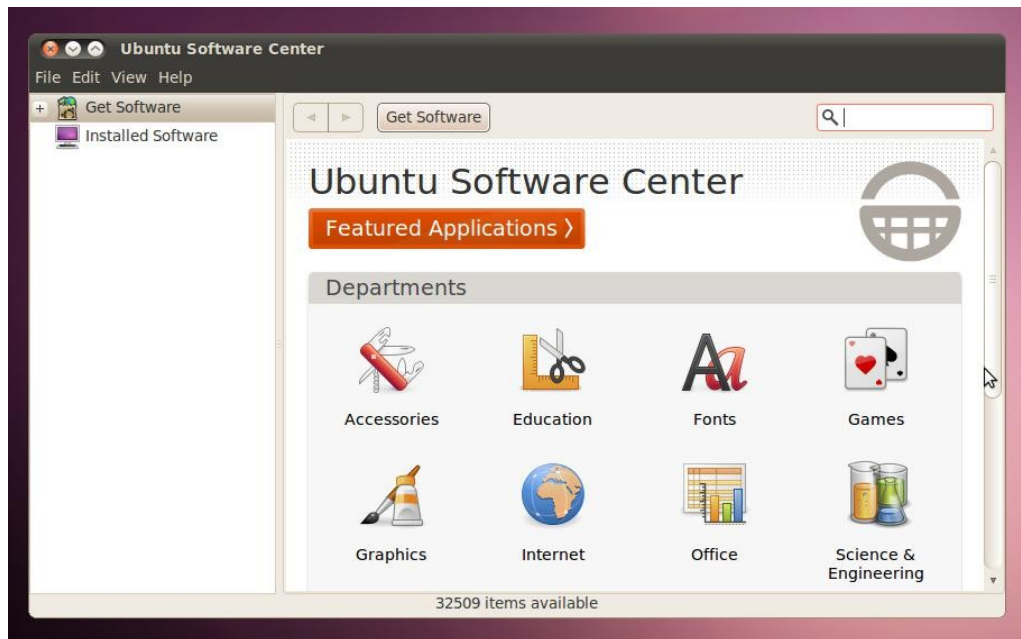 Ubuntu Software Center
File Edit View Help
Get Software
Installed Software
Get Software
Ubuntu Software Center
Featured Applications 〉
Departments
Accessories
Education
Fonts
Games
Graphics
Internet
Office
Science &
Engineering
32509 items available